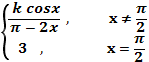 { k cosx / π − 2x , x ≠ π/2
3 , x = π/2